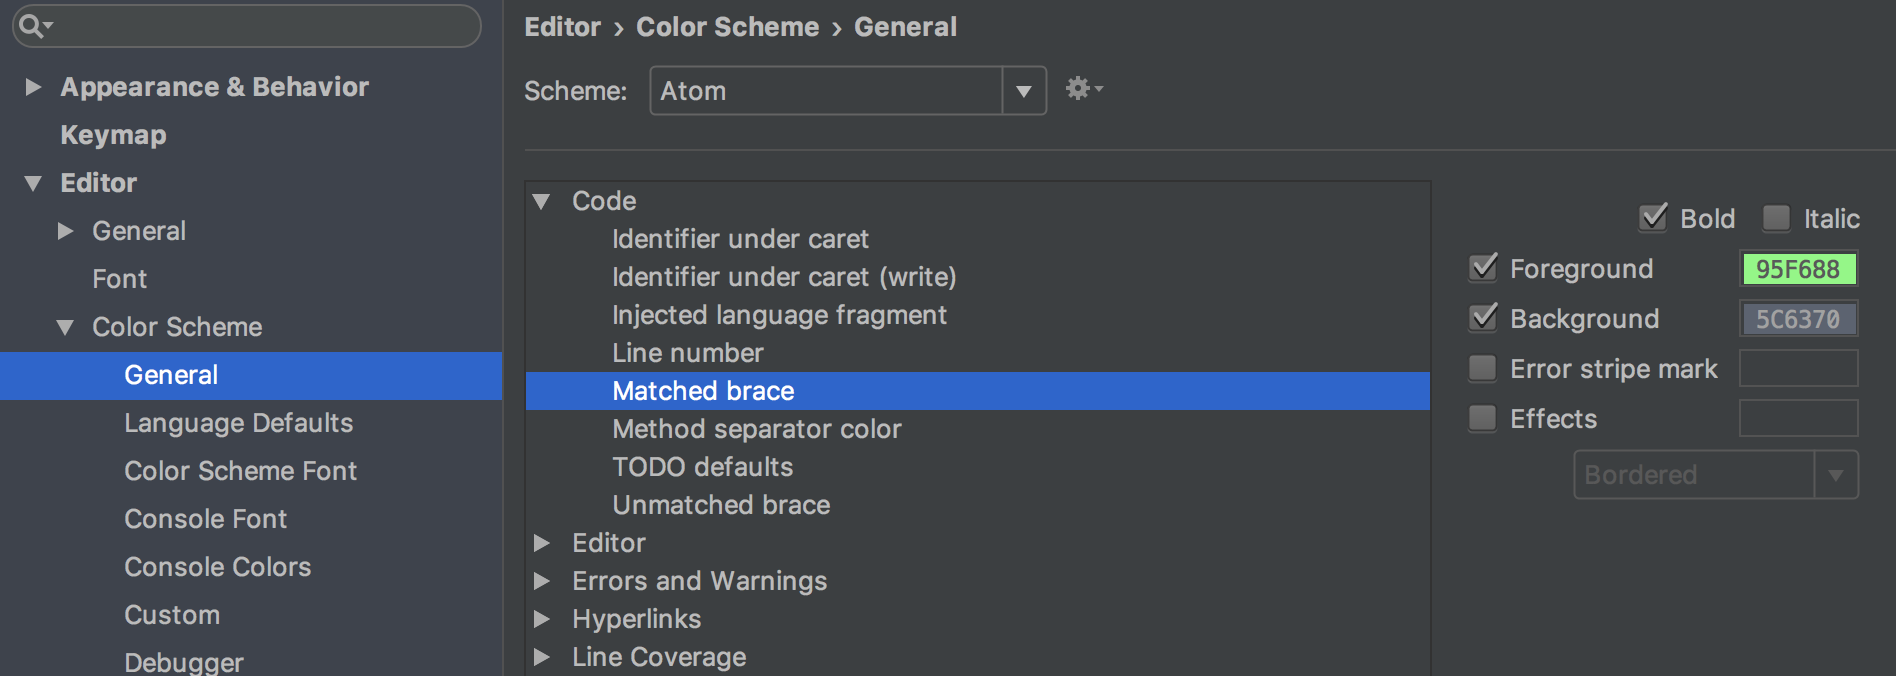 Appearance & Behavior
Keymap
Editor
General
Font
Color Scheme
General
Language Defaults
Color Scheme Font
Console Font
Console Colors
Custom
Debugger
Editor › Color Scheme › General
Scheme: Atom
Code
Identifier under caret
Identifier under caret (write)
Injected language fragment
Line number
Matched brace
Method separator color
TODO defaults
Unmatched brace
Editor
Errors and Warnings
Hyperlinks
Line Coverage
Bold Italic
Foreground 95F688
Background 5C6370
Error stripe mark
Effects
Bordered